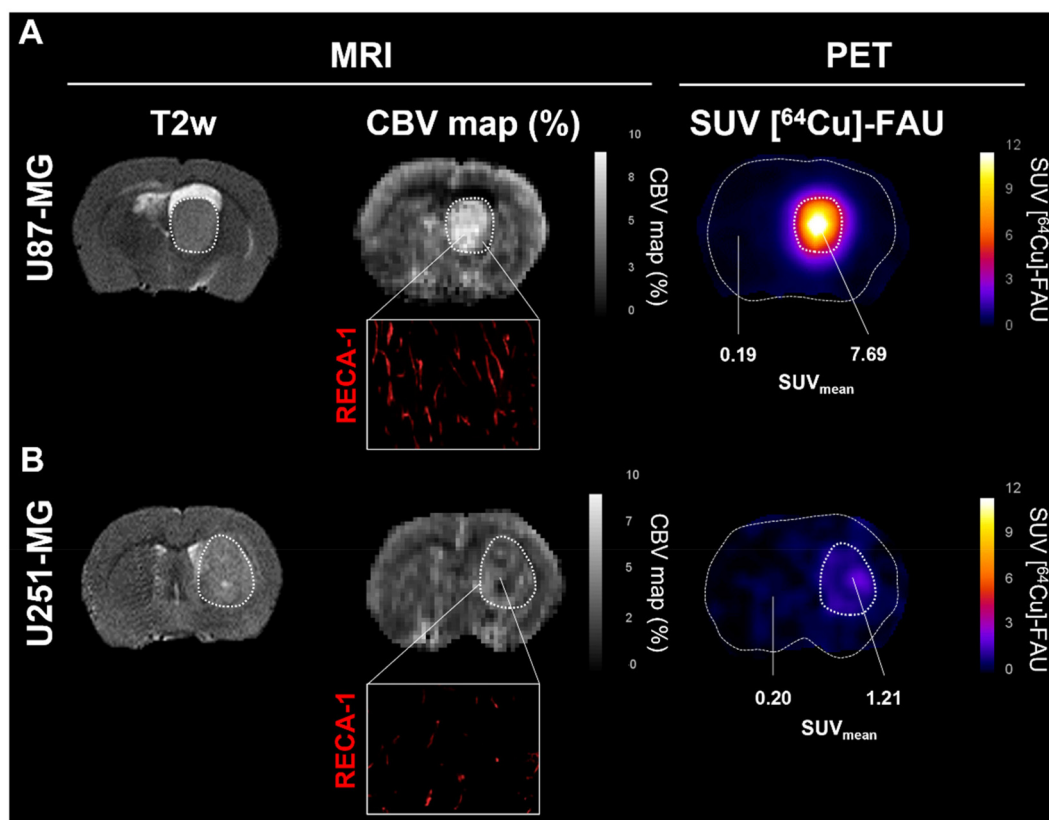 A
MRI
PET
T2w
CBV map (%)
SUV [⁶⁴Cu]-FAU
U87-MG
10
8
5
3
0
CBV map (%)
12
9
6
3
0
SUV [⁶⁴Cu]-FAU
0.19
7.69
SUVmean
RECA-1
B
U251-MG
10
7
5
2
0
CBV map (%)
12
9
6
3
0
SUV [⁶⁴Cu]-FAU
0.20
1.21
SUVmean
RECA-1